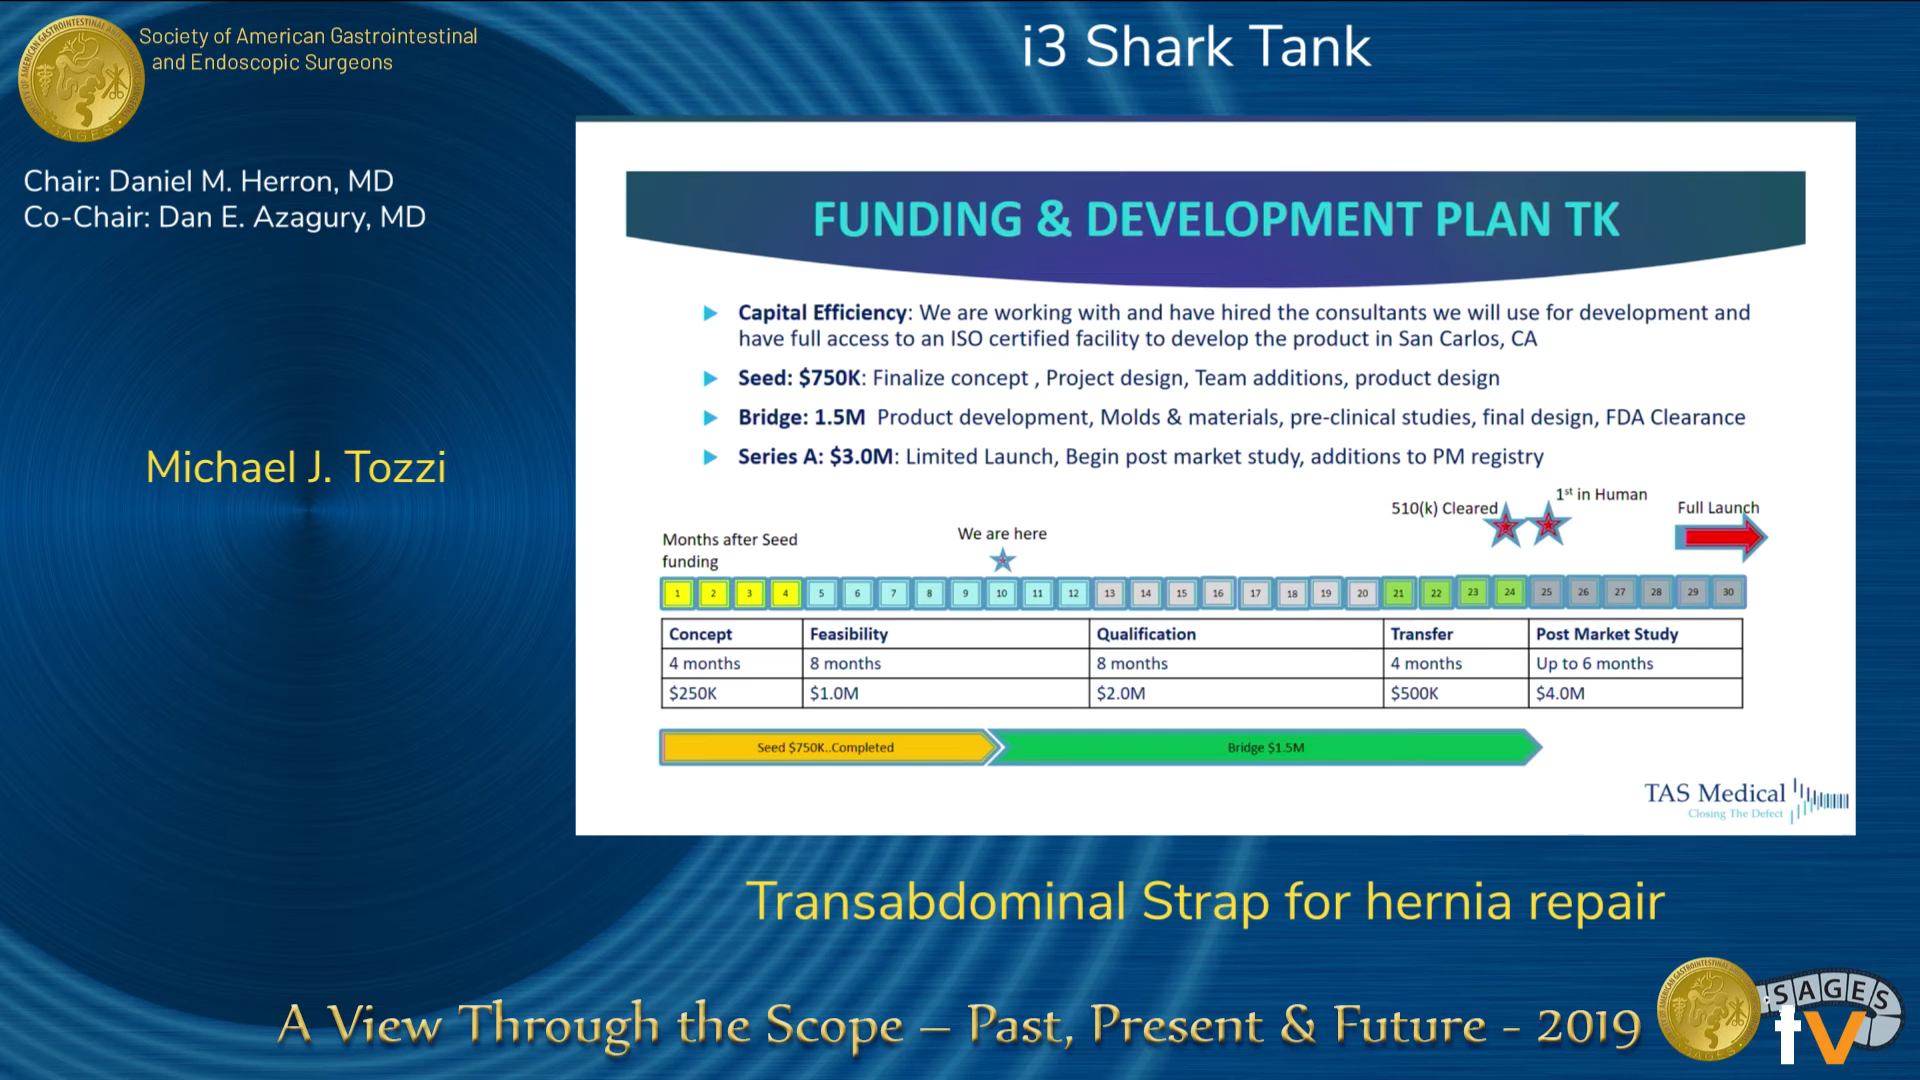 Society of American Gastrointestinal
and Endoscopic Surgeons
i3 Shark Tank
Chair: Daniel M. Herron, MD
Co-Chair: Dan E. Azagury, MD
Michael J. Tozzi
FUNDING & DEVELOPMENT PLAN TK
Capital Efficiency: We are working with and have hired the consultants we will use for development and
have full access to an ISO certified facility to develop the product in San Carlos, CA
Seed: $750K: Finalize concept , Project design, Team additions, product design
Bridge: 1.5M Product development, Molds & materials, pre-clinical studies, final design, FDA Clearance
Series A: $3.0M: Limited Launch, Begin post market study, additions to PM registry
Months after Seed
funding
We are here
510(k) Cleared
1st in Human
Full Launch
1 2 3 4 5 6 7 8 9 10 11 12 13 14 15 16 17 18 19 20 21 22 23 24 25 26 27 28 29 30
Concept Feasibility Qualification Transfer Post Market Study
4 months 8 months 8 months 4 months Up to 6 months
$250K $1.0M $2.0M $500K $4.0M
Seed $750K..Completed
Bridge $1.5M
TAS Medical
Closing The Defect
Transabdominal Strap for hernia repair
A View Through the Scope – Past, Present & Future - 2019
SAGES
tv